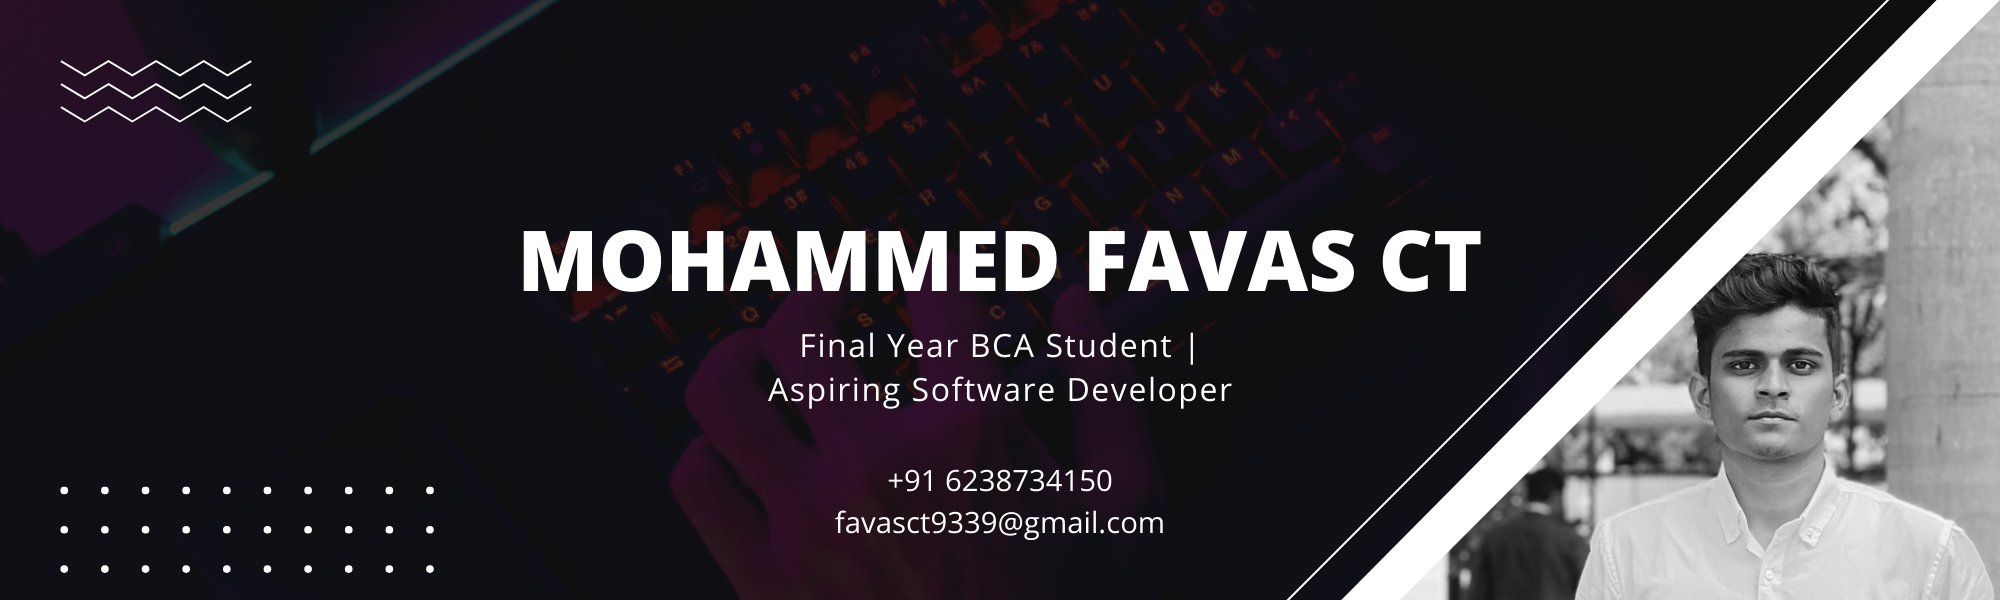 MOHAMMED FAVAS CT
Final Year BCA Student |
Aspiring Software Developer
+91 6238734150
favasct9339@gmail.com